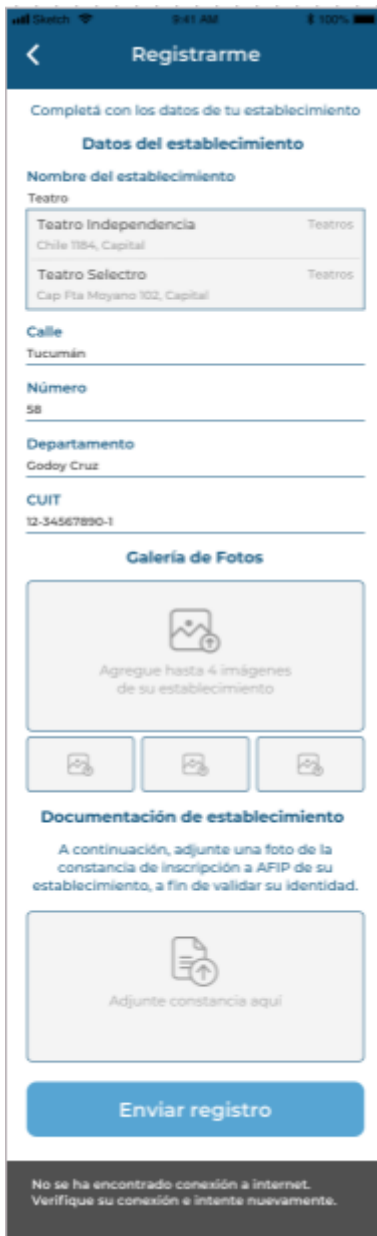 Sketch 9:41 AM 100%
Registrarme
Completá con los datos de tu establecimiento
Datos del establecimiento
Nombre del establecimiento
Teatro
Teatro Independencia Teatros
Chile 1184, Capital
Teatro Selectro Teatros
Cap Fta Moyano 102, Capital
Calle
Tucumán
Número
58
Departamento
Godoy Cruz
CUIT
12-34567890-1
Galería de Fotos
Agregue hasta 4 imágenes
de su establecimiento
Documentación de establecimiento
A continuación, adjunte una foto de la
constancia de inscripción a AFIP de su
establecimiento, a fin de validar su identidad.
Adjunte constancia aquí
Enviar registro
No se ha encontrado conexión a internet.
Verifique su conexión e intente nuevamente.